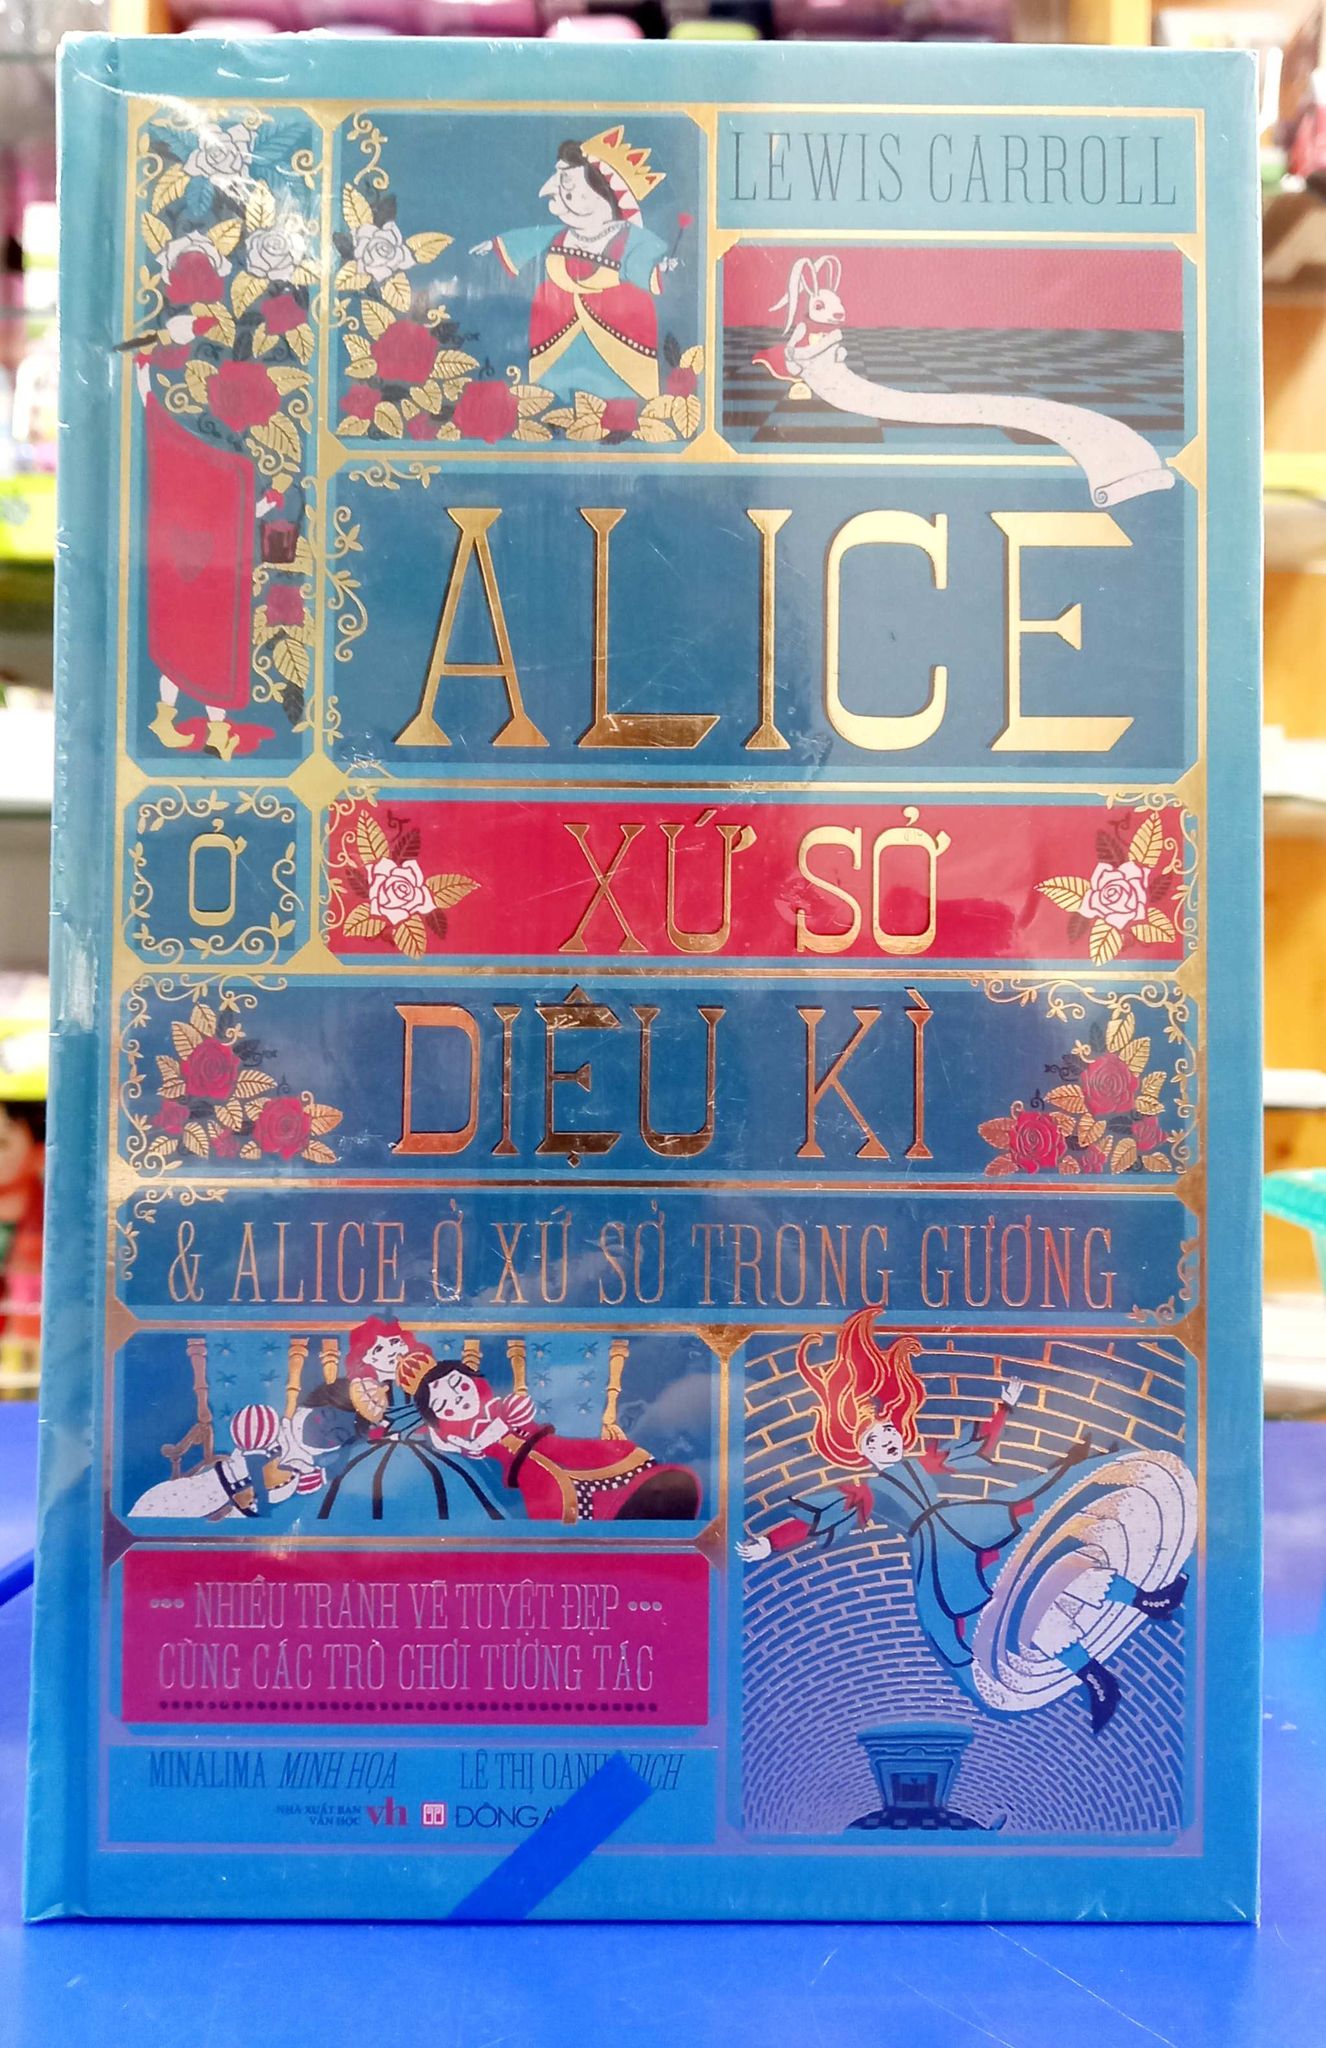 LEWIS CARROLL
ALICE
Ở XỨ SỞ
DIỆU KÌ
& ALICE Ở XỨ SỞ TRONG GƯƠNG
NHIỀU TRANH VẼ TUYỆT ĐẸP
CÙNG CÁC TRÒ CHƠI TƯƠNG TÁC
MINALIMA MINH HỌA LÊ THỊ OANH DỊCH
NHÀ XUẤT BẢN
VĂN HỌC vh ĐÔNG A